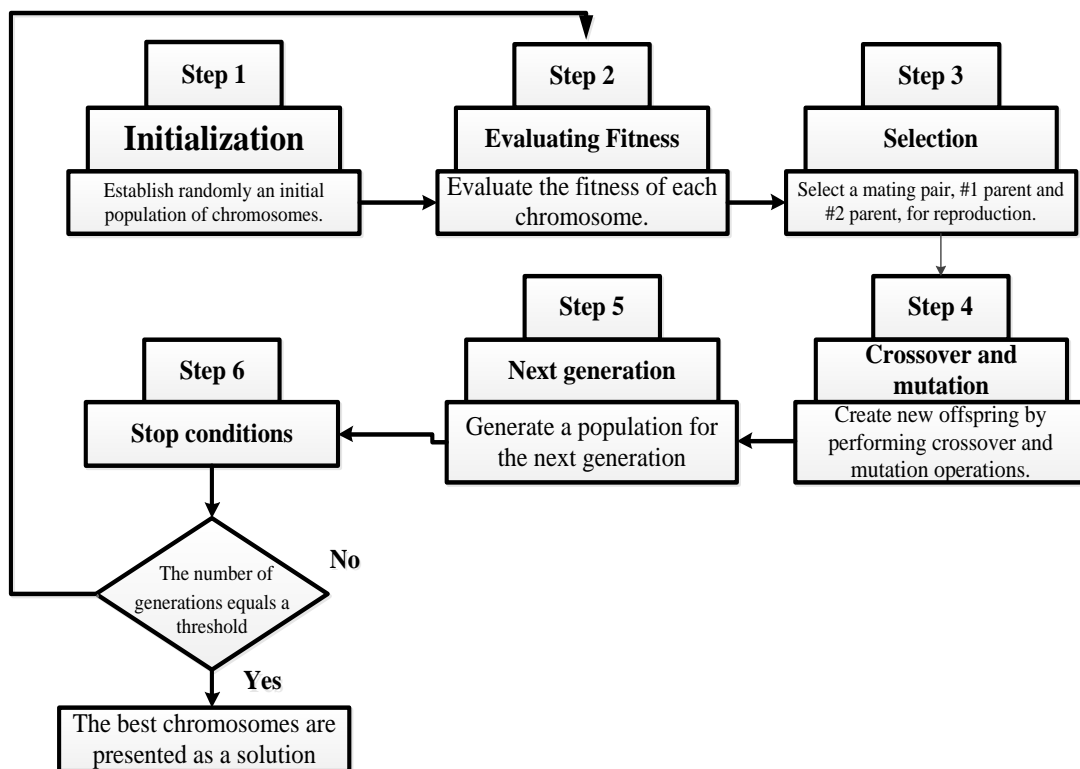 Step 1
Initialization
Establish randomly an initial
population of chromosomes.
Step 2
Evaluating Fitness
Evaluate the fitness of each
chromosome.
Step 3
Selection
Select a mating pair, #1 parent and
#2 parent, for reproduction.
Step 4
Crossover and
mutation
Create new offspring by
performing crossover and
mutation operations.
Step 5
Next generation
Generate a population for
the next generation
Step 6
Stop conditions
The number of
generations equals a
threshold
No
Yes
The best chromosomes are
presented as a solution